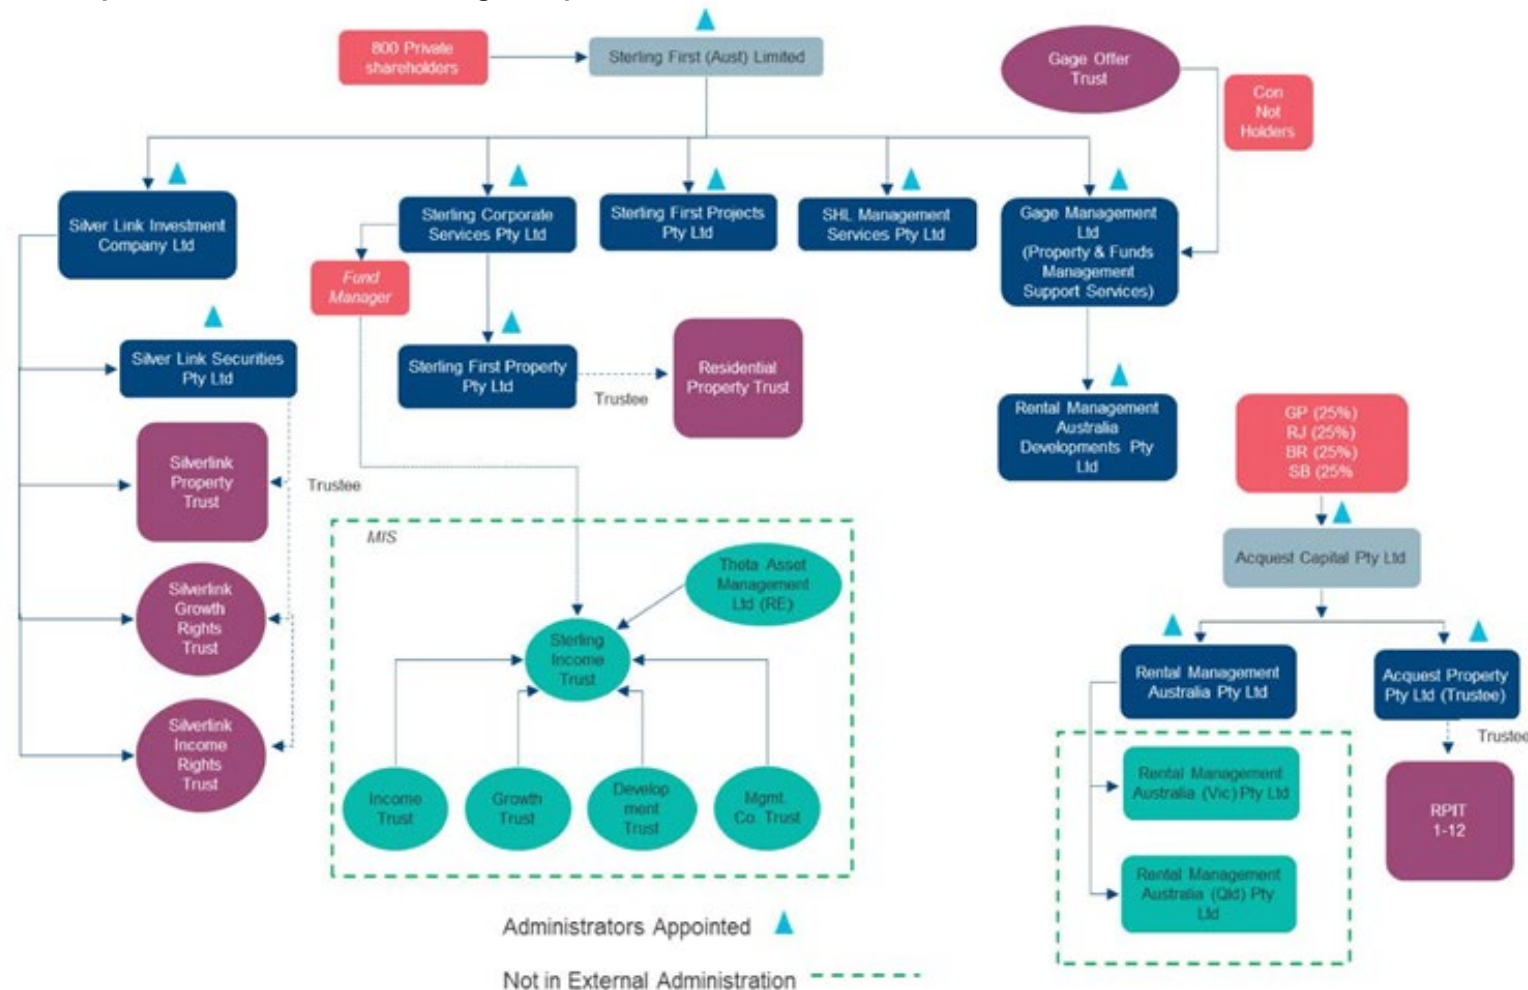 800 Private
shareholders
Sterling First (Aust) Limited
Gage Offer
Trust
Con
Not
Holders
Silver Link Investment
Company Ltd
Sterling Corporate
Services Pty Ltd
Sterling First Projects
Pty Ltd
SHL Management
Services Pty Ltd
Gage Management
Ltd
(Property & Funds
Management
Support Services)
Fund
Manager
Silver Link Securities
Pty Ltd
Sterling First Property
Pty Ltd
Trustee
Residential
Property Trust
Rental Management
Australia
Developments Pty
Ltd
GP (25%)
RJ (25%)
BR (25%)
SB (25%
Silverlink
Property
Trust
Trustee
MIS
Acquest Capital Pty Ltd
Theta Asset
Management
Ltd (RE)
Silverlink
Growth
Rights
Trust
Sterling
Income
Trust
Rental Management
Australia Pty Ltd
Acquest Property
Pty Ltd (Trustee)
Trustee
Silverlink
Income
Rights
Trust
Income
Trust
Growth
Trust
Develop
ment
Trust
Mgmt.
Co. Trust
Rental Management
Australia (Vic) Pty Ltd
RPIT
1-12
Rental Management
Australia (Qld) Pty
Ltd
Administrators Appointed
Not in External Administration